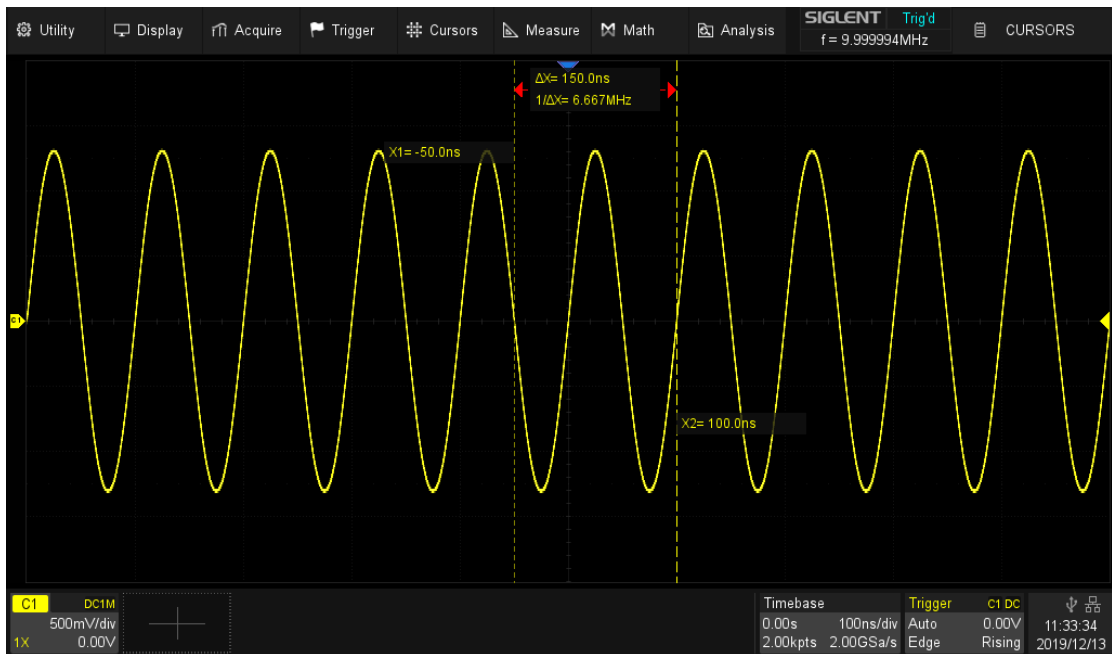 Utility Display Acquire Trigger Cursors Measure Math Analysis SIGLENT Trig'd CURSORS
f = 9.999994MHz
ΔX= 150.0ns
1/ΔX= 6.667MHz
X1= -50.0ns
C1
X2= 100.0ns
C1 DC1M
500mV/div
1X 0.00V
Timebase
0.00s 100ns/div
2.00kpts 2.00GSa/s
Trigger C1 DC
Auto 0.00V
Edge Rising
11:33:34
2019/12/13